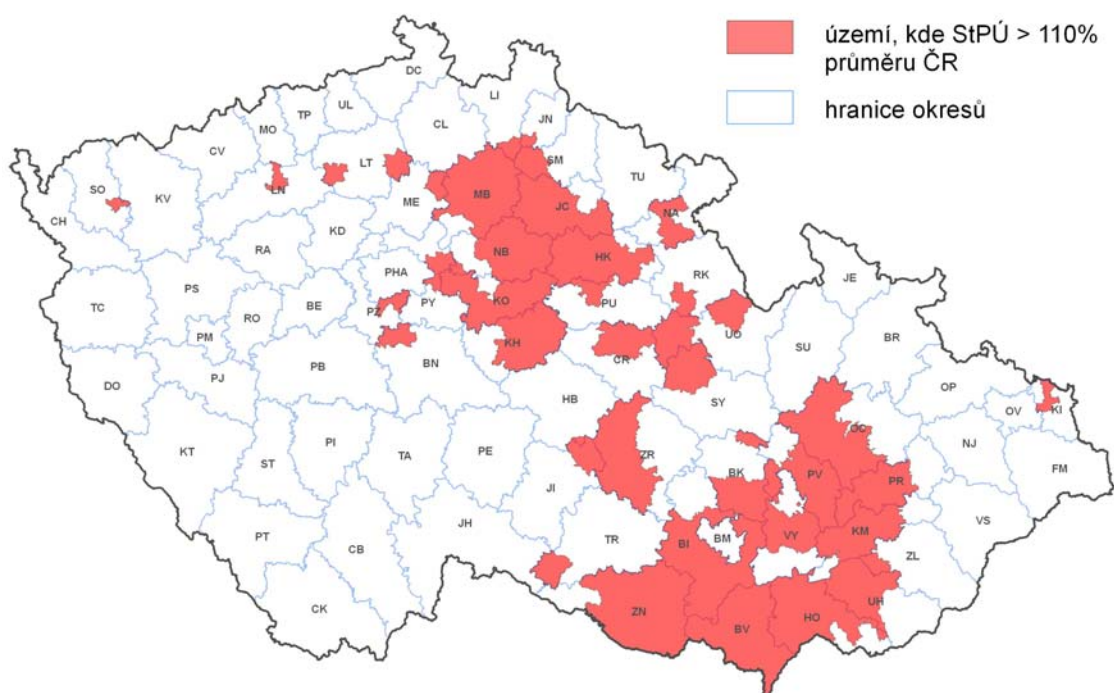 území, kde StPÚ > 110%
průměru ČR
hranice okresů
DC
LI
UL
TP
MO
CL
JN
CV
LT
SM
TU
SO
KV
LN
ME
MB
JC
NA
CH
KD
RA
NB
HK
RK
PHA
JE
PS
BE
PY
KO
PU
TC
RO
PZ
UO
PM
KH
CR
SU
BR
DO
PJ
PB
BN
OP
HB
SY
OV
KI
KT
PI
ZR
OC
NJ
ST
TA
PE
BK
PV
PR
FM
JI
VS
PT
JH
TR
BI
BM
VY
KM
CB
ZL
CK
ZN
BV
HO
UH